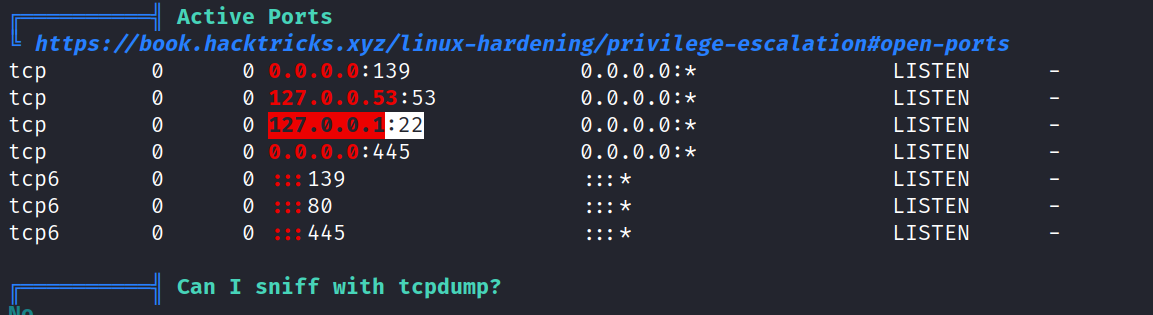 Active Ports
https://book.hacktricks.xyz/linux-hardening/privilege-escalation#open-ports
tcp 0 0 0.0.0.0:139 0.0.0.0:* LISTEN -
tcp 0 0 127.0.0.53:53 0.0.0.0:* LISTEN -
tcp 0 0 127.0.0.1:22 0.0.0.0:* LISTEN -
tcp 0 0 0.0.0.0:445 0.0.0.0:* LISTEN -
tcp6 0 0 :::139 :::* LISTEN -
tcp6 0 0 :::80 :::* LISTEN -
tcp6 0 0 :::445 :::* LISTEN -
Can I sniff with tcpdump?
No